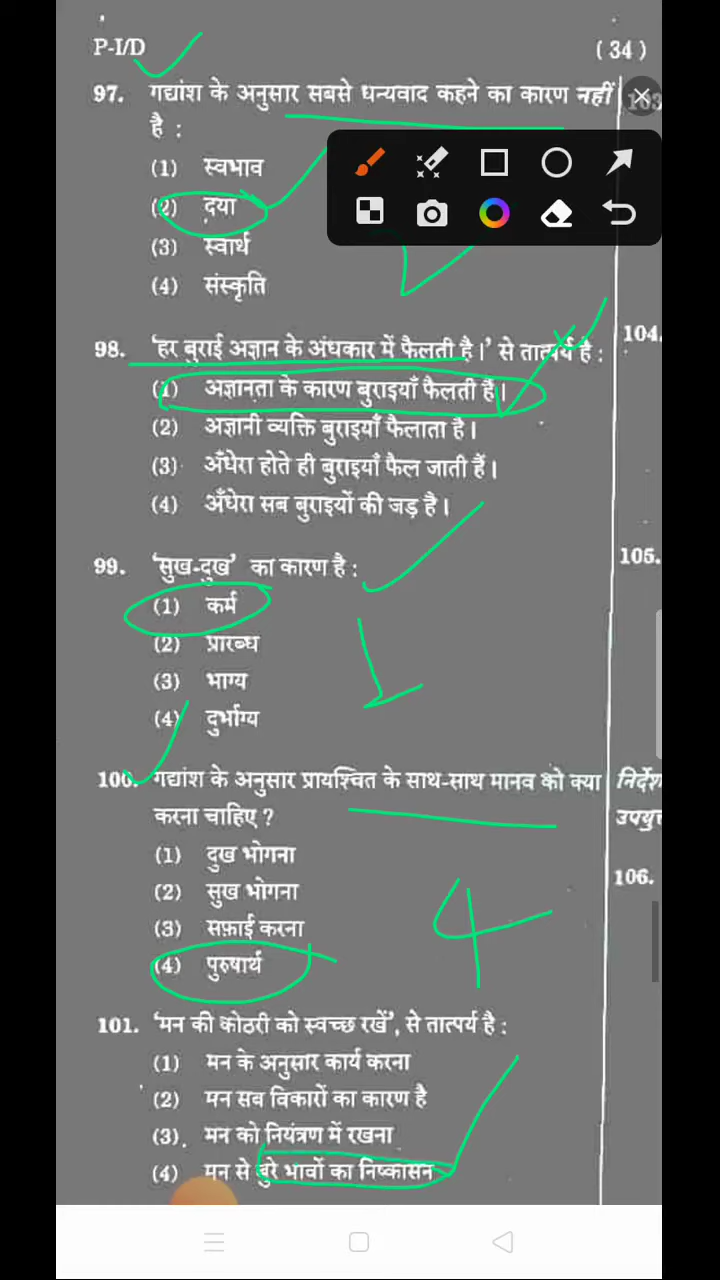 P-I/D
(34)
97. गद्यांश के अनुसार सबसे धन्यवाद कहने का कारण नहीं
है :
(1) स्वभाव
(2) दया
(3) स्वार्थ
(4) संस्कृति
98. 'हर बुराई अज्ञान के अंधकार में फैलती है।' से तात्पर्य है :
(1) अज्ञानता के कारण बुराइयाँ फैलती हैं।
(2) अज्ञानी व्यक्ति बुराइयाँ फैलाता है।
(3) अँधेरा होते ही बुराइयाँ फैल जाती हैं।
(4) अँधेरा सब बुराइयों की जड़ है।
99. 'सुख-दुख' का कारण है :
(1) कर्म
(2) प्रारब्ध
(3) भाग्य
(4) दुर्भाग्य
1
100. गद्यांश के अनुसार प्रायश्चित के साथ-साथ मानव को क्या
करना चाहिए ?
(1) दुख भोगना
(2) सुख भोगना
(3) सफ़ाई करना
(4) पुरुषार्थ
4
101. 'मन की कोठरी को स्वच्छ रखें', से तात्पर्य है :
(1) मन के अनुसार कार्य करना
(2) मन सब विकारों का कारण है
(3) मन को नियंत्रण में रखना
(4) मन से बुरे भावों का निष्कासन
103
104.
105.
निर्देश
106.